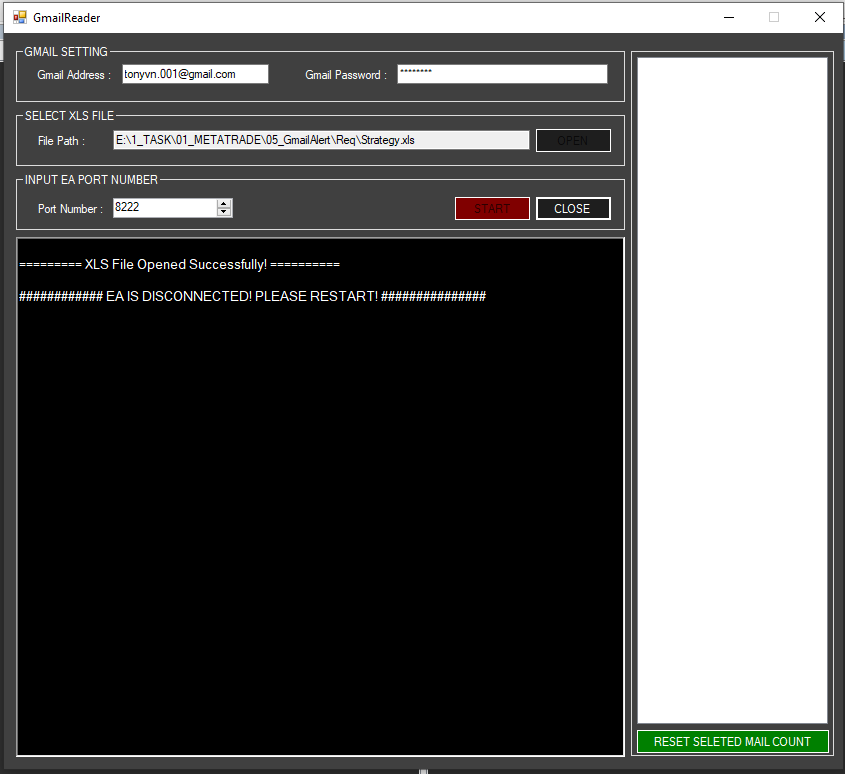 GmailReader
GMAIL SETTING
Gmail Address : tonyvn.001@gmail.com Gmail Password : ********
SELECT XLS FILE
File Path : E:\1_TASK\01_METATRADE\05_GmailAlert\Req\Strategy.xls OPEN
INPUT EA PORT NUMBER
Port Number : 8222 START CLOSE
========= XLS File Opened Successfully! ==========
############ EA IS DISCONNECTED! PLEASE RESTART! ###############
RESET SELETED MAIL COUNT